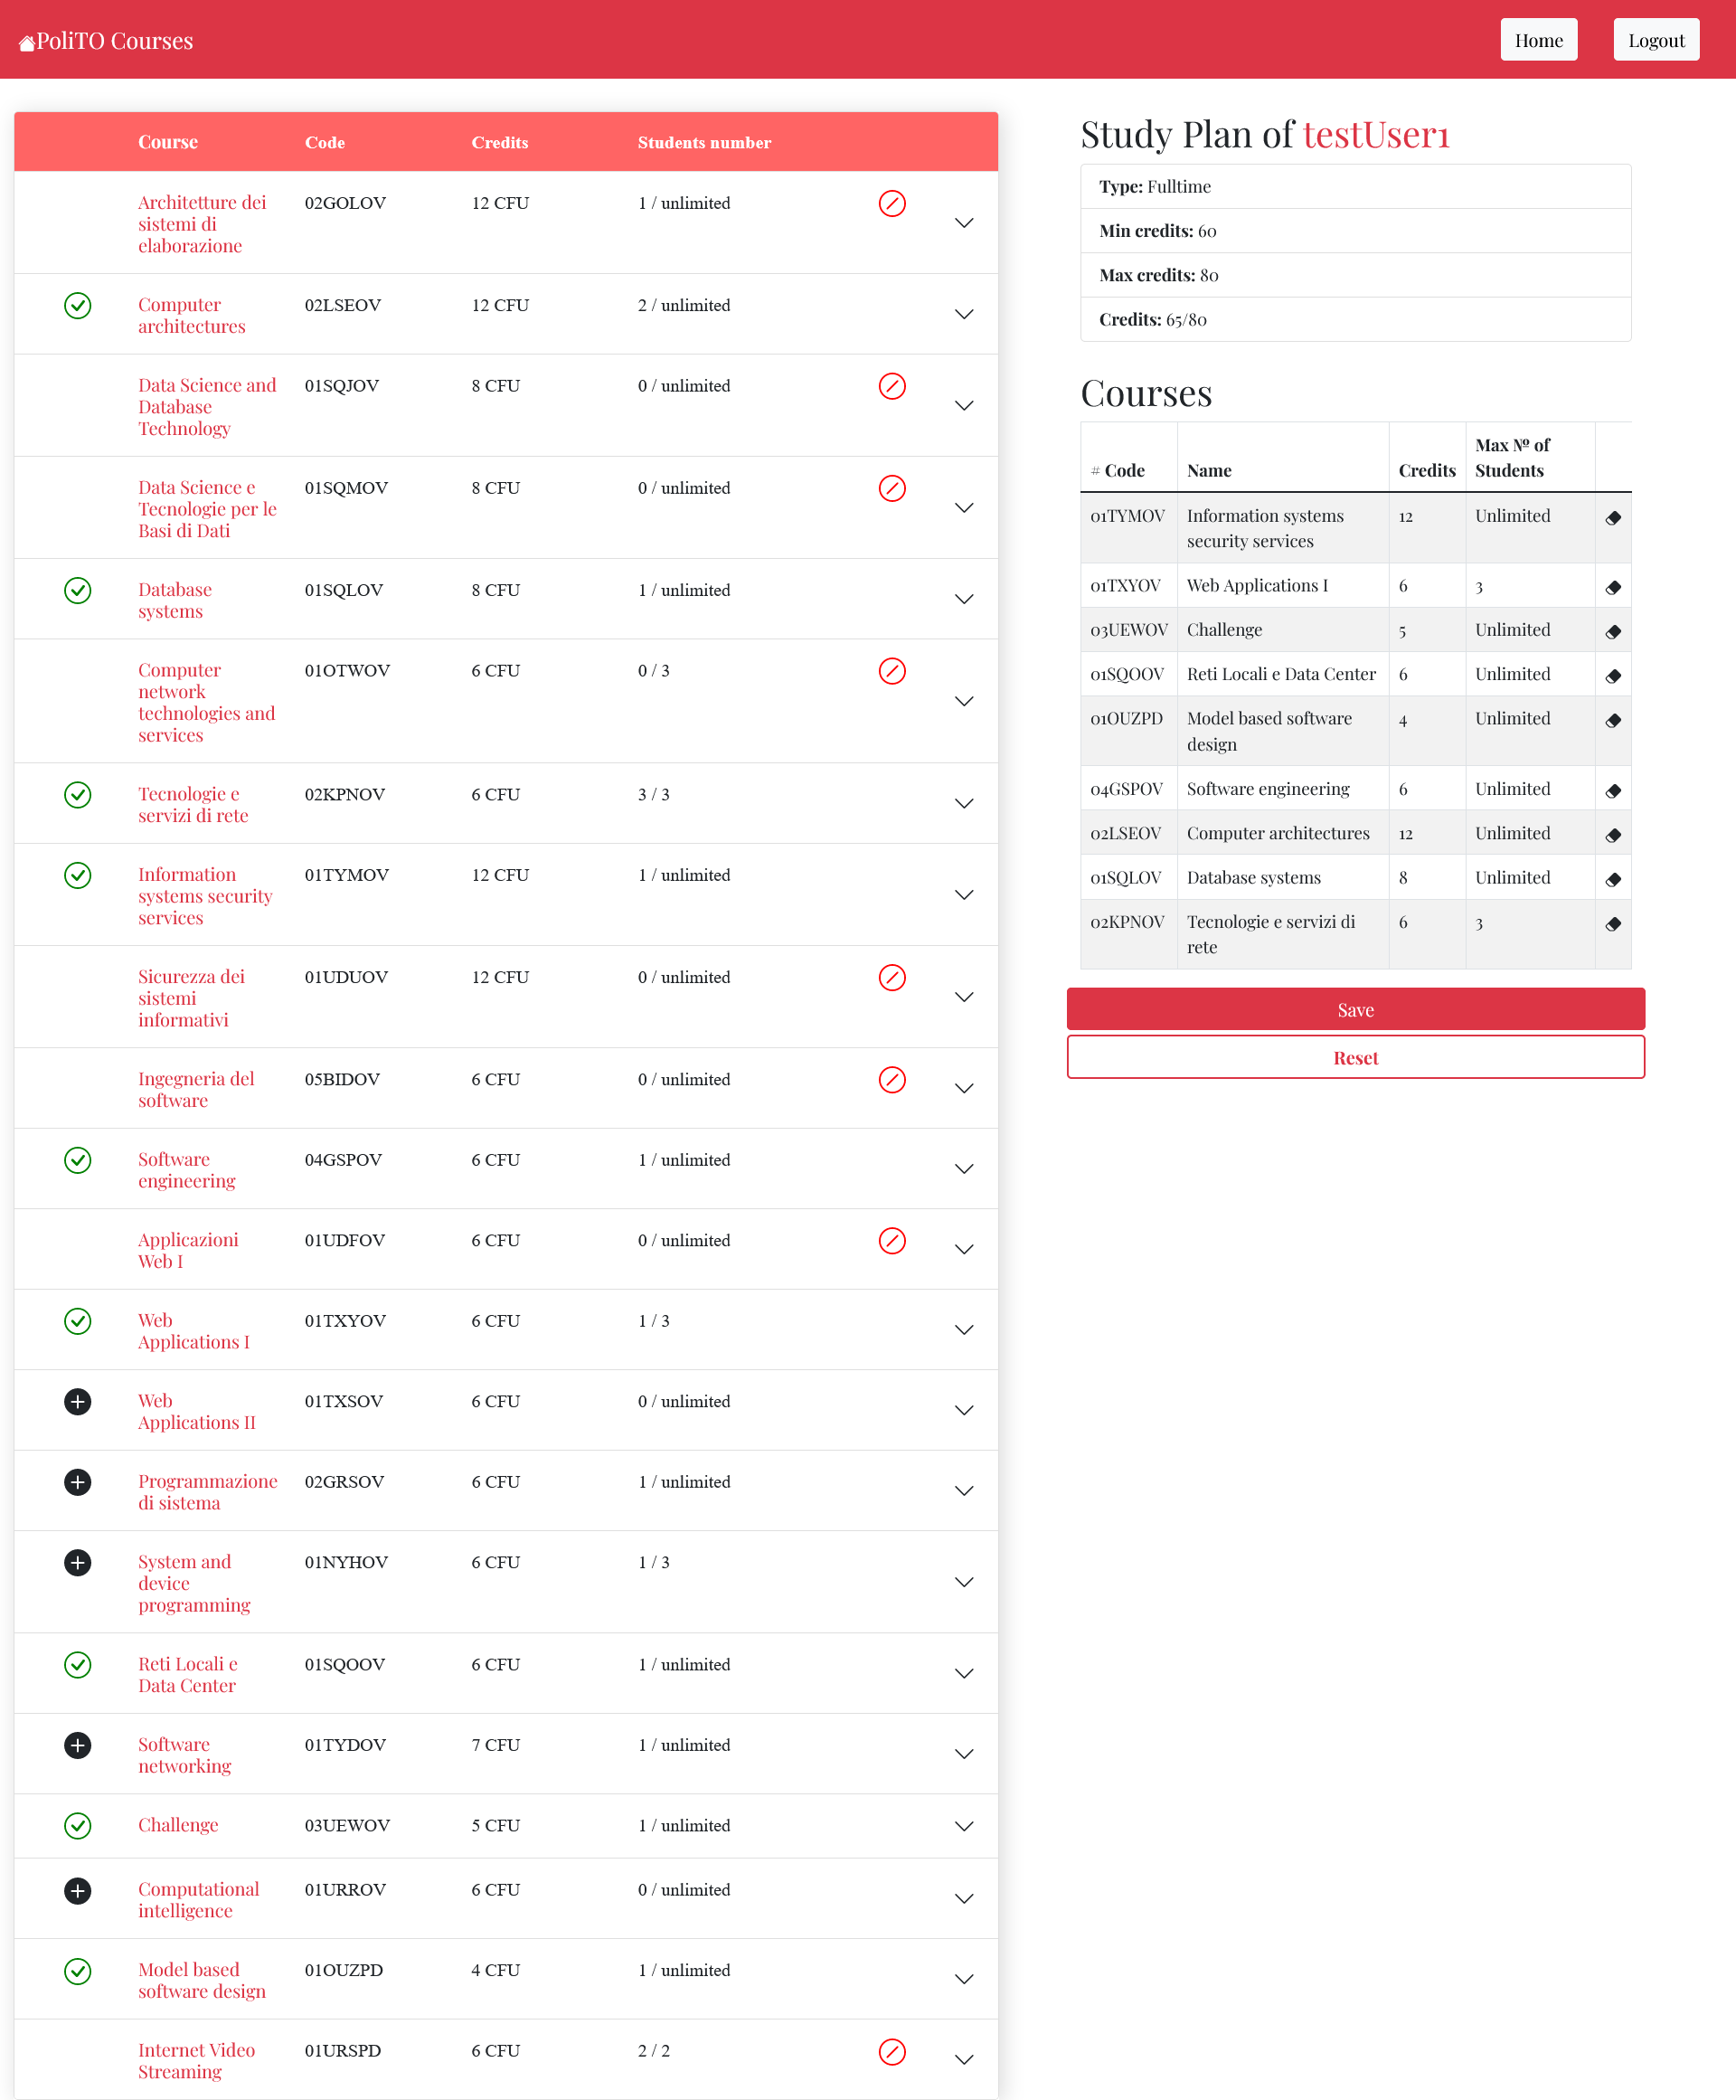 PoliTO Courses
Home
Logout
Course Code Credits Students number
Architetture dei 02GOLOV 12 CFU 1 / unlimited
sistemi di
elaborazione
Computer 02LSEOV 12 CFU 2 / unlimited
architectures
Data Science and 01SQJOV 8 CFU 0 / unlimited
Database
Technology
Data Science e 01SQMOV 8 CFU 0 / unlimited
Tecnologie per le
Basi di Dati
Database 01SQLOV 8 CFU 1 / unlimited
systems
Computer 01OTWOV 6 CFU 0 / 3
network
technologies and
services
Tecnologie e 02KPNOV 6 CFU 3 / 3
servizi di rete
Information 01TYMOV 12 CFU 1 / unlimited
systems security
services
Sicurezza dei 01UDUOV 12 CFU 0 / unlimited
sistemi
informativi
Ingegneria del 05BIDOV 6 CFU 0 / unlimited
software
Software 04GSPOV 6 CFU 1 / unlimited
engineering
Applicazioni 01UDFOV 6 CFU 0 / unlimited
Web I
Web 01TXYOV 6 CFU 1 / 3
Applications I
Web 01TXSOV 6 CFU 0 / unlimited
Applications II
Programmazione 02GRSOV 6 CFU 1 / unlimited
di sistema
System and 01NYHOV 6 CFU 1 / 3
device
programming
Reti Locali e 01SQOOV 6 CFU 1 / unlimited
Data Center
Software 01TYDOV 7 CFU 1 / unlimited
networking
Challenge 03UEWOV 5 CFU 1 / unlimited
Computational 01URROV 6 CFU 0 / unlimited
intelligence
Model based 01OUZPD 4 CFU 1 / unlimited
software design
Internet Video 01URSPD 6 CFU 2 / 2
Streaming
Study Plan of testUser1
Type: Fulltime
Min credits: 60
Max credits: 80
Credits: 65/80
Courses
# Code Name Credits Max № of
Students
01TYMOV Information systems 12 Unlimited
security services
01TXYOV Web Applications I 6 3
03UEWOV Challenge 5 Unlimited
01SQOOV Reti Locali e Data Center 6 Unlimited
01OUZPD Model based software 4 Unlimited
design
04GSPOV Software engineering 6 Unlimited
02LSEOV Computer architectures 12 Unlimited
01SQLOV Database systems 8 Unlimited
02KPNOV Tecnologie e servizi di 6 3
rete
Save
Reset